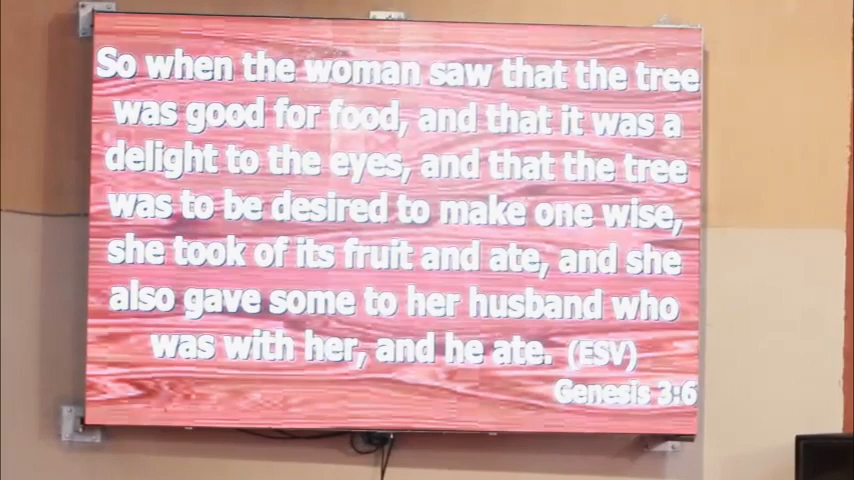 So when the woman saw that the tree
was good for food, and that it was a
delight to the eyes, and that the tree
was to be desired to make one wise,
she took of its fruit and ate, and she
also gave some to her husband who
was with her, and he ate. (ESV)
Genesis 3:6